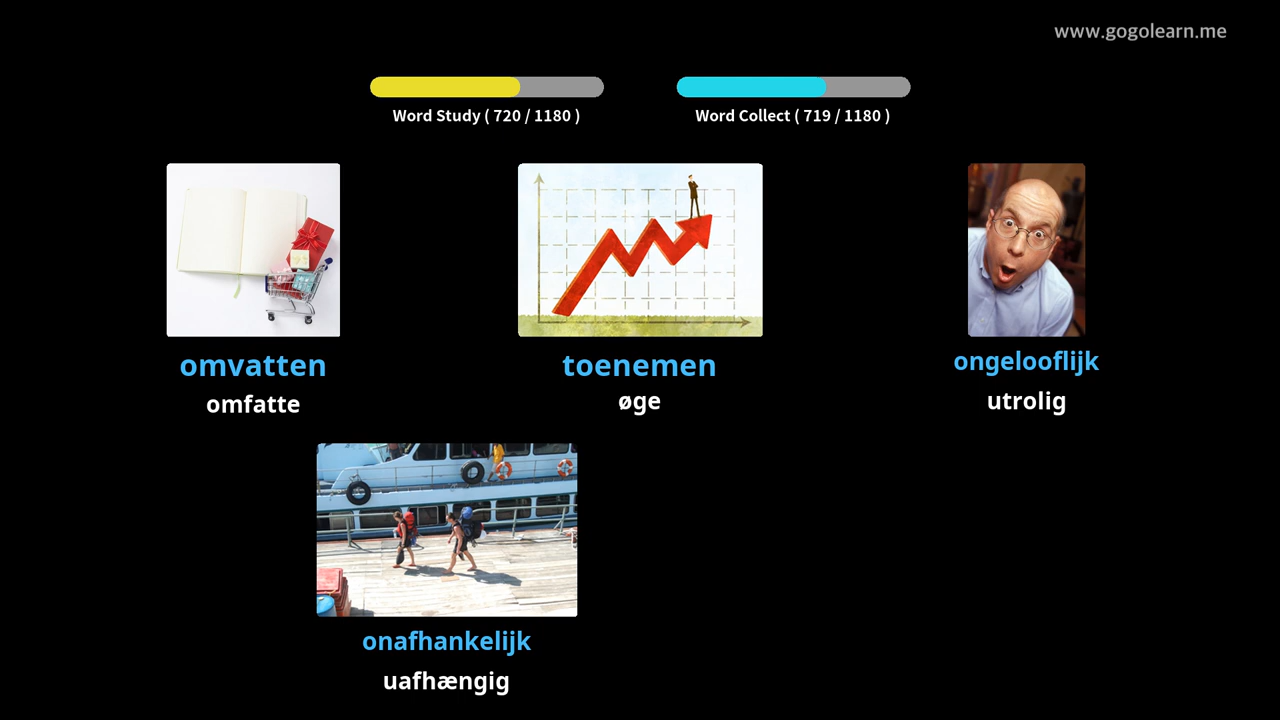 www.gogolearn.me
Word Study ( 720 / 1180 )
Word Collect ( 719 / 1180 )
omvatten
omfatte
toenemen
øge
ongelooflijk
utrolig
onafhankelijk
uafhængig